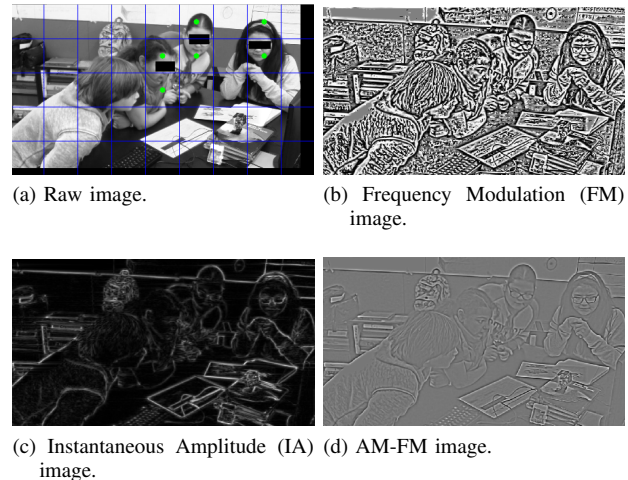 (a) Raw image.
(b) Frequency Modulation (FM)
image.
(c) Instantaneous Amplitude (IA)
image.
(d) AM-FM image.